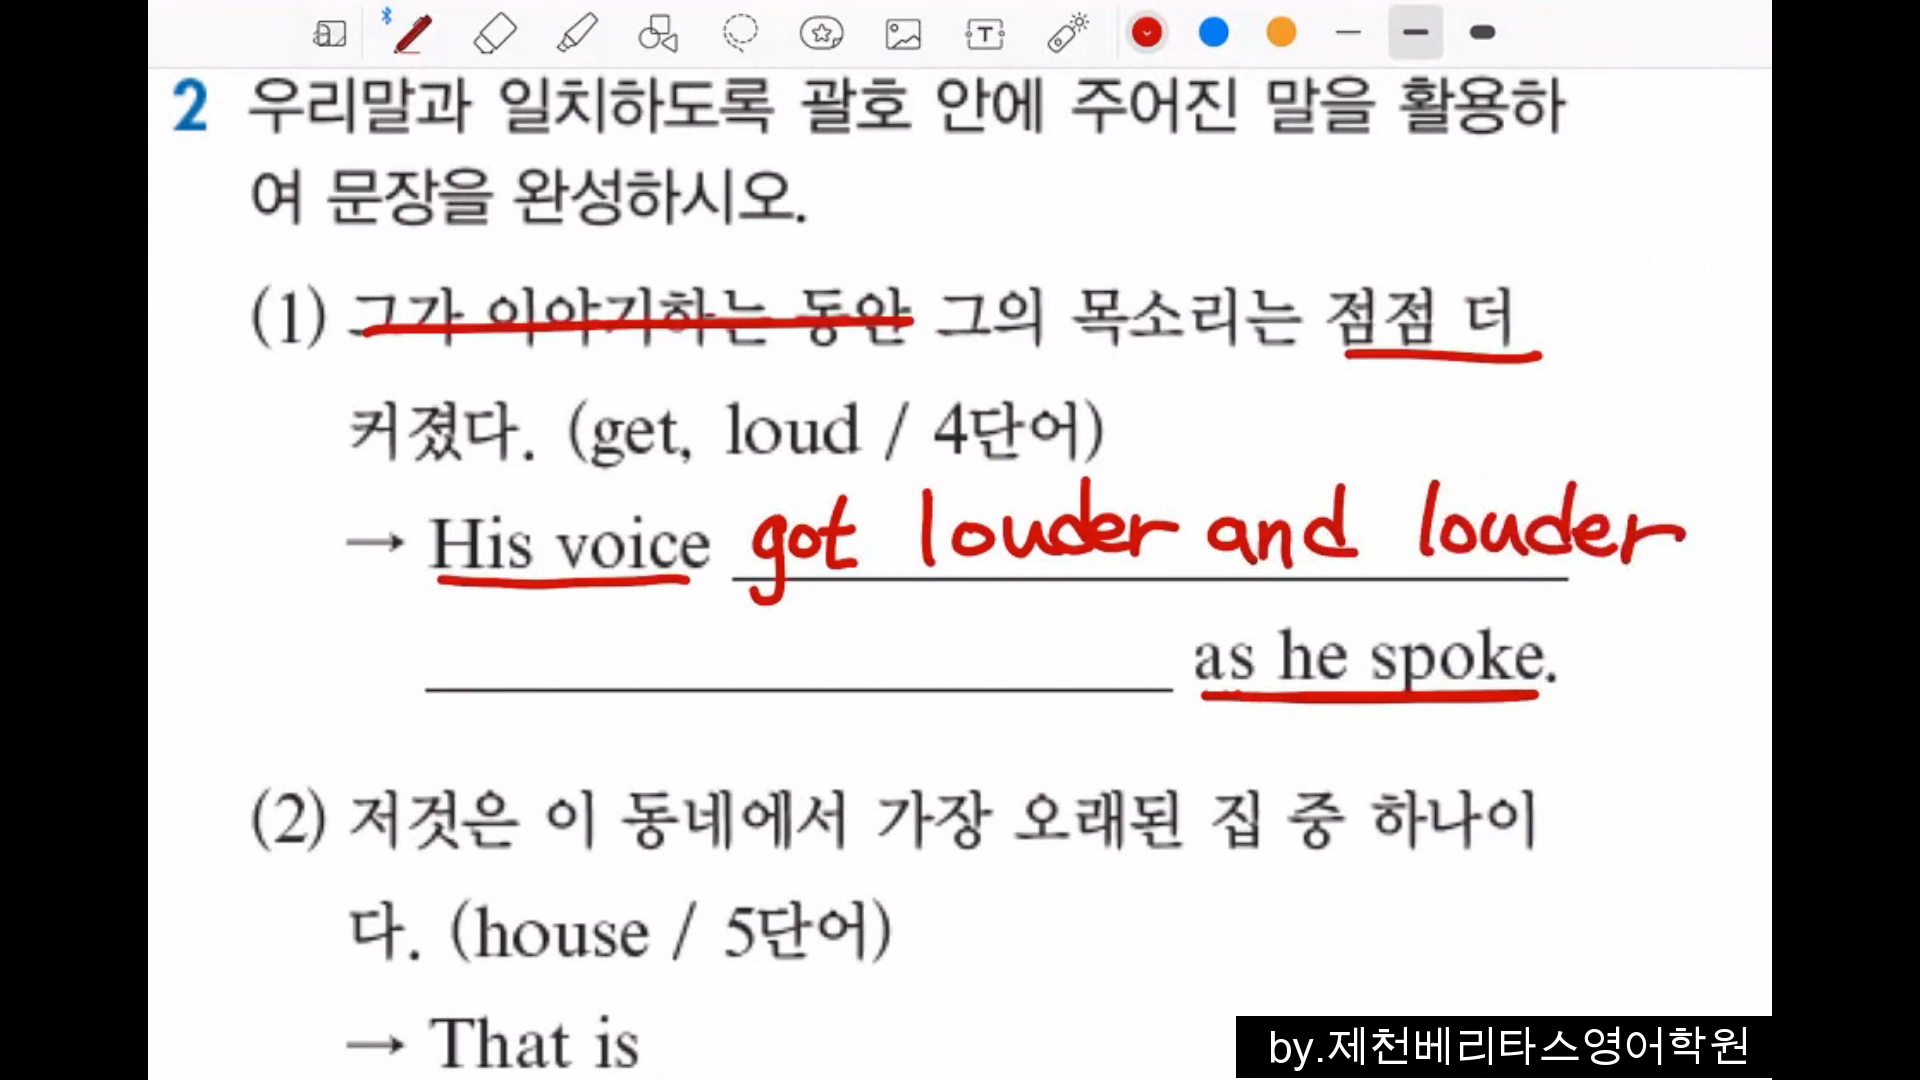 2 우리말과 일치하도록 괄호 안에 주어진 말을 활용하
여 문장을 완성하시오.
(1) 그가 이야기하는 동안 그의 목소리는 점점 더
커졌다. (get, loud / 4단어)
→ His voice got louder and louder
as he spoke.
(2) 저것은 이 동네에서 가장 오래된 집 중 하나이
다. (house / 5단어)
→ That is
by.제천베리타스영어학원